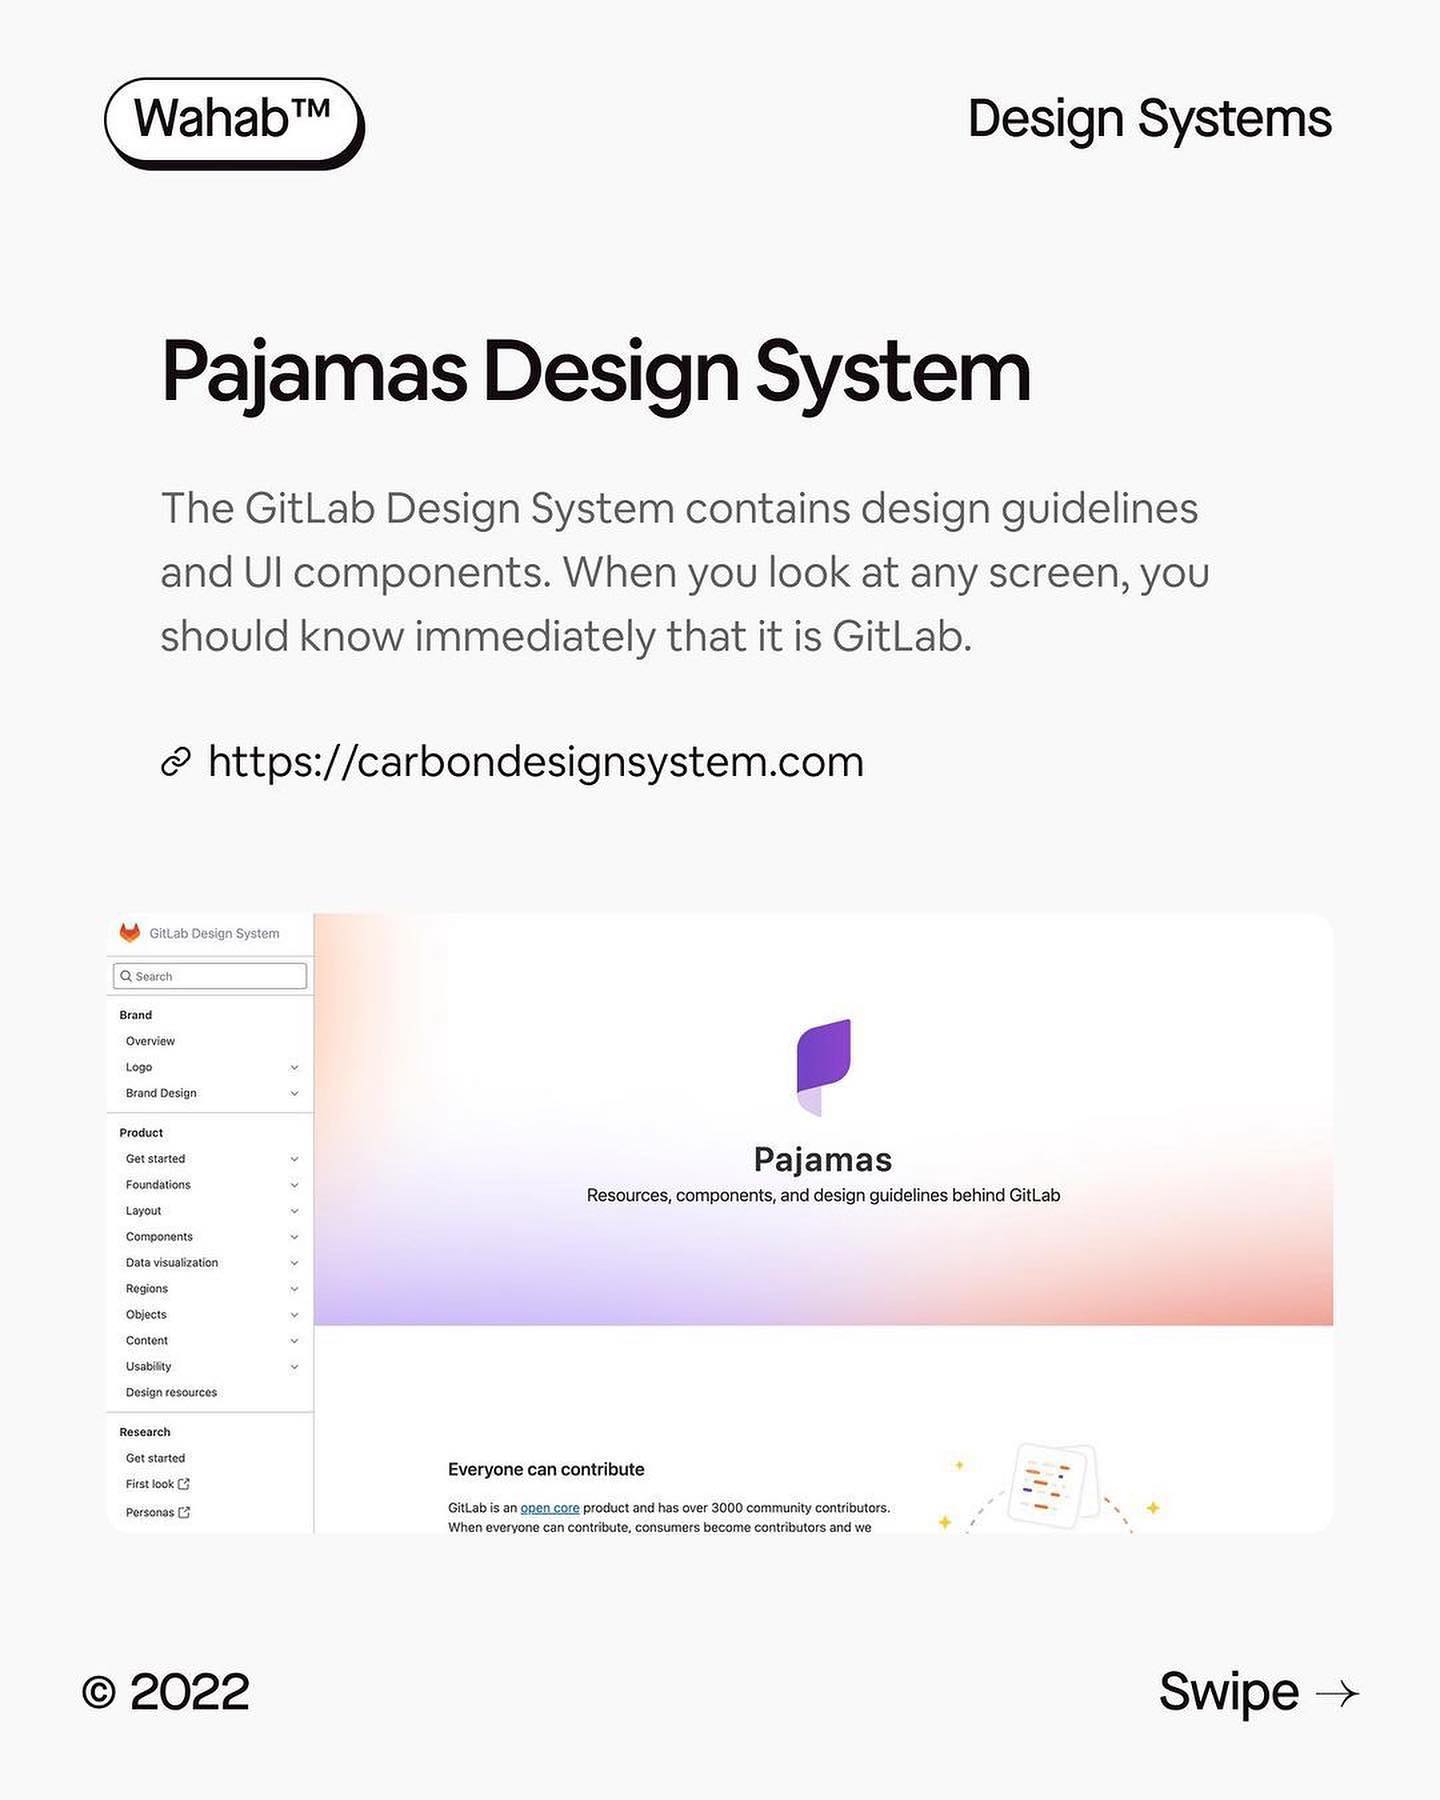 Wahab™
Design Systems
Pajamas Design System
The GitLab Design System contains design guidelines
and UI components. When you look at any screen, you
should know immediately that it is GitLab.
https://carbondesignsystem.com
GitLab Design System
Search
Brand
Overview
Logo
Brand Design
Product
Get started
Foundations
Layout
Components
Data visualization
Regions
Objects
Content
Usability
Design resources
Research
Get started
First look
Personas
Pajamas
Resources, components, and design guidelines behind GitLab
Everyone can contribute
GitLab is an open core product and has over 3000 community contributors.
When everyone can contribute, consumers become contributors and we
© 2022
Swipe →